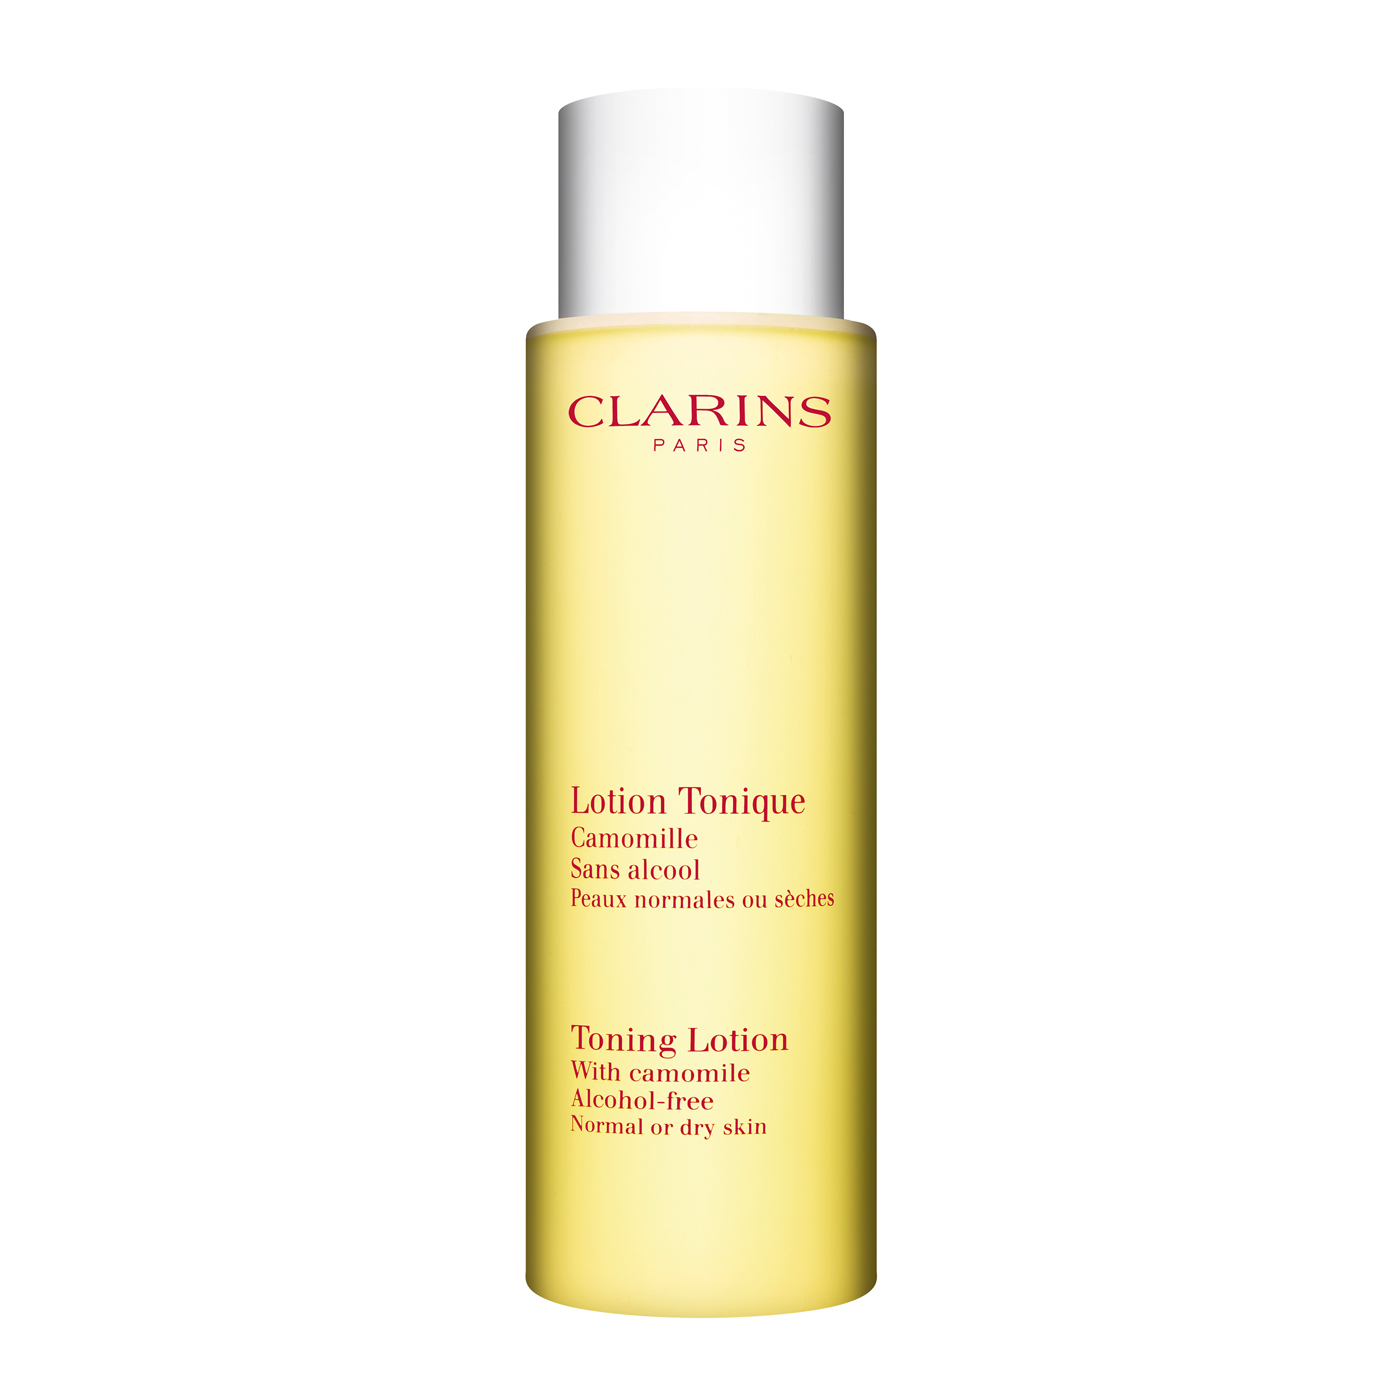 CLARINS
PARIS
Lotion Tonique
Camomille
Sans alcool
Peaux normales ou sèches
Toning Lotion
With camomile
Alcohol-free
Normal or dry skin